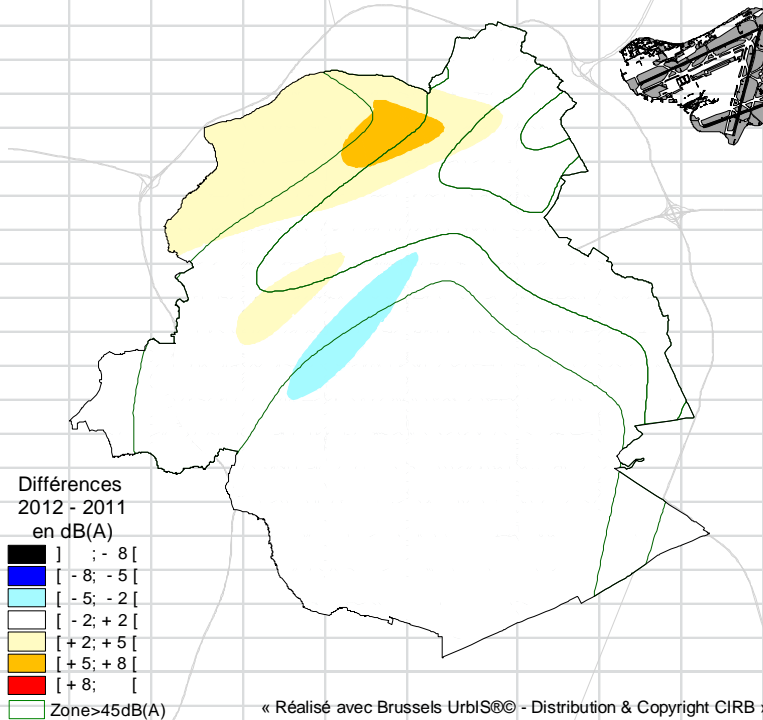 Différences
2012 - 2011
en dB(A)
] ; - 8 [
[ - 8; - 5 [
[ - 5; - 2 [
[ - 2; + 2 [
[ + 2; + 5 [
[ + 5; + 8 [
[ + 8; [
Zone>45dB(A)
« Réalisé avec Brussels UrbIS®© - Distribution & Copyright CIRB »